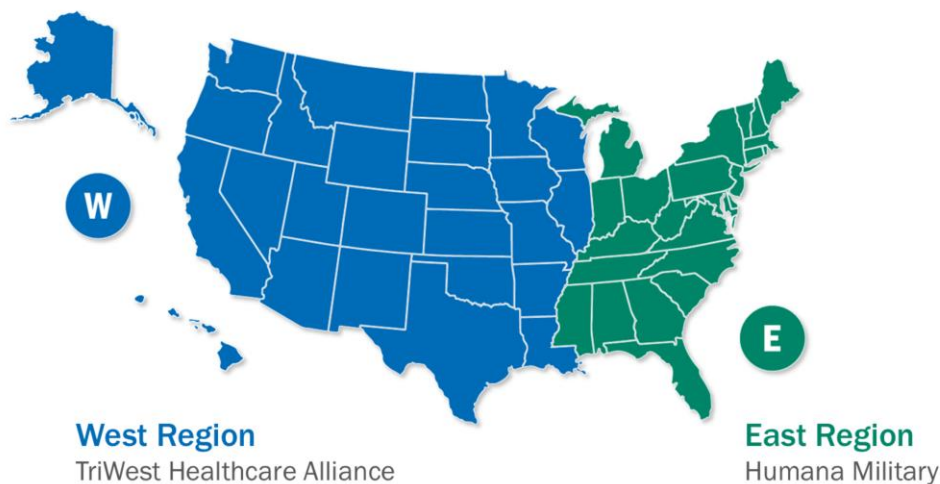 W
E
West Region
TriWest Healthcare Alliance
East Region
Humana Military